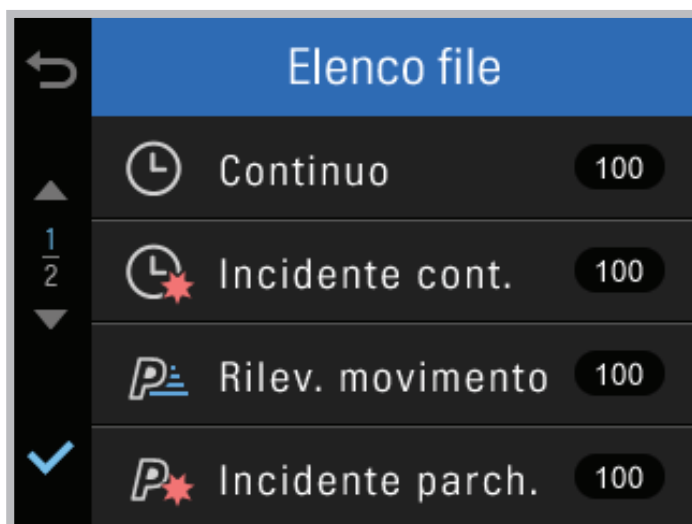 Elenco file
Continuo 100
1
2
Incidente cont. 100
Rilev. movimento 100
Incidente parch. 100